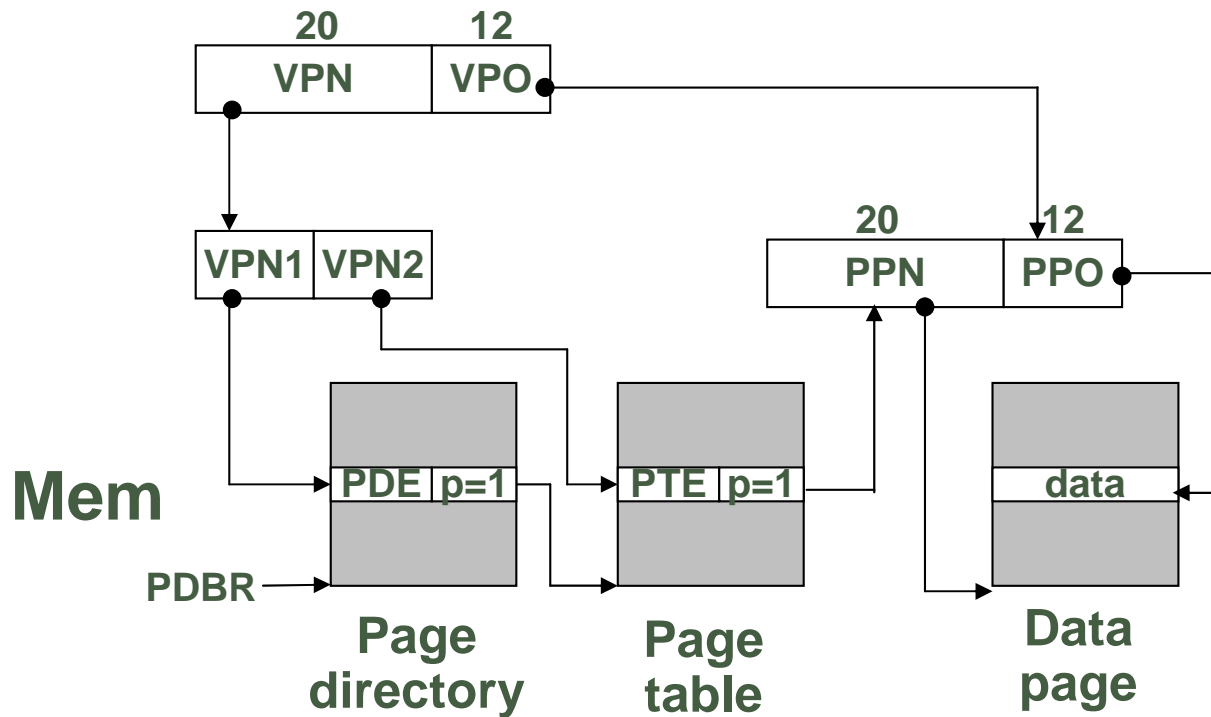 20 12
VPN VPO
20 12
VPN1 VPN2 PPN PPO
PDE p=1 PTE p=1 data
Mem
PDBR
Page directory
Page table
Data page